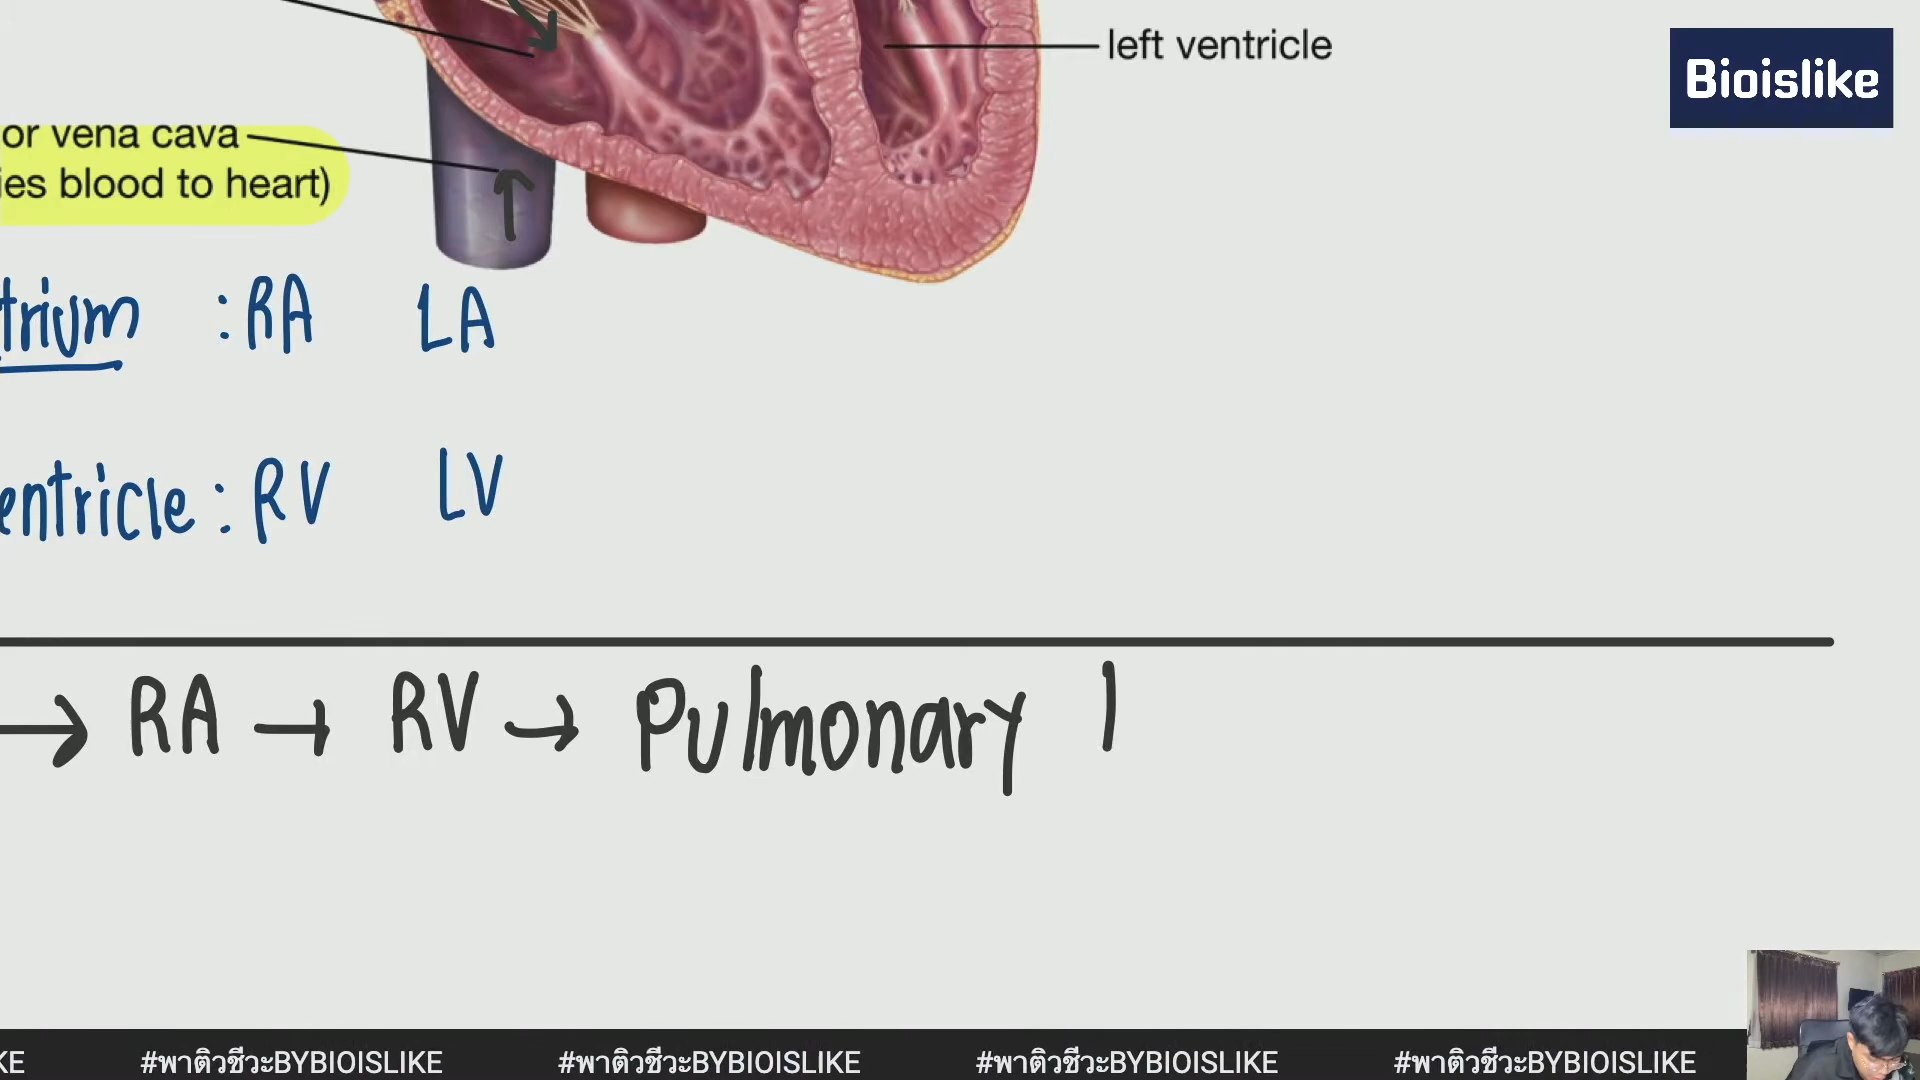 left ventricle
Bioislike
or vena cava
ies blood to heart)
trium : RA LA
entricle : RV LV
→ RA → RV → Pulmonary
KE #พาติวชีวะBYBIOISLIKE #พาติวชีวะBYBIOISLIKE #พาติวชีวะBYBIOISLIKE #พาติวชีวะBYBIOISLIKE